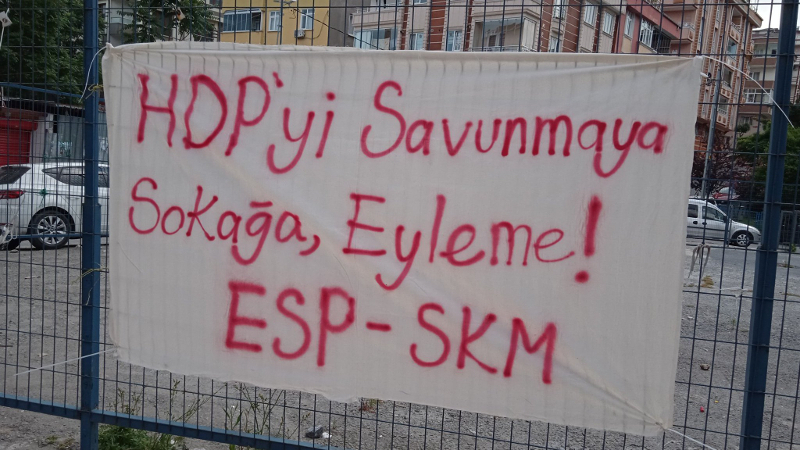 HDP'yi Savunmaya
Sokağa, Eyleme!
ESP-SKM